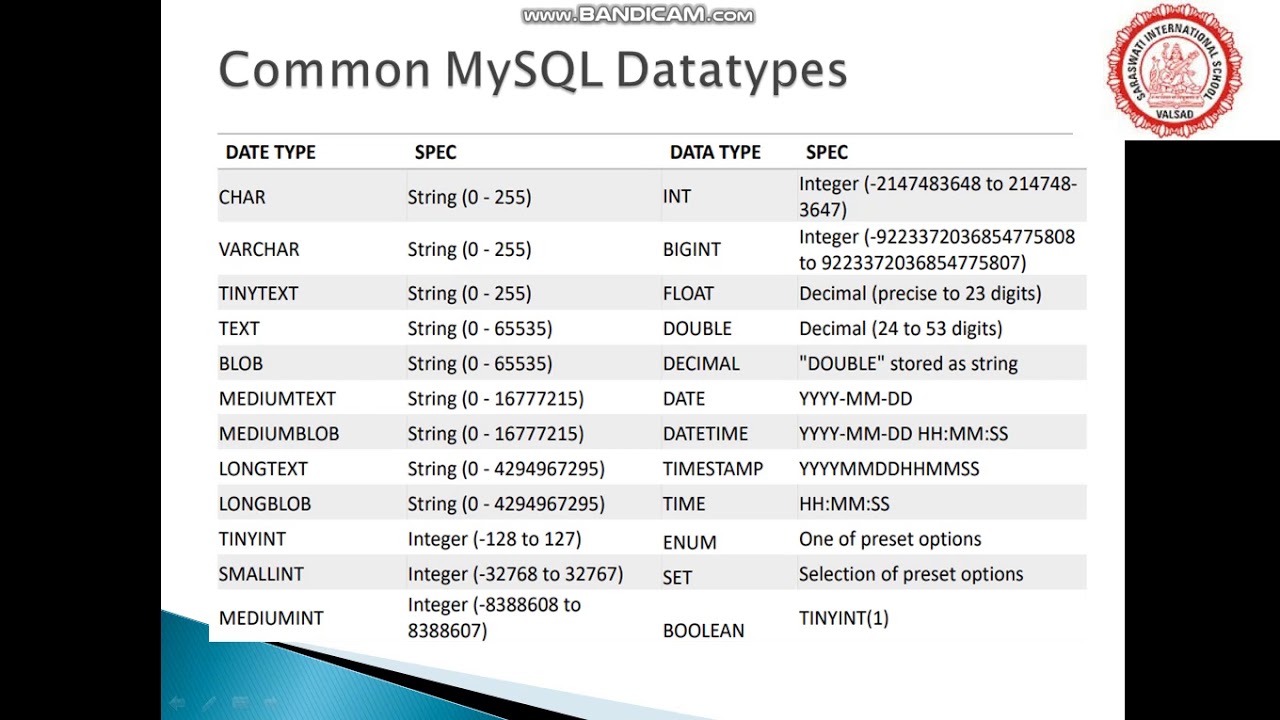 www.BANDICAM.com
Common MySQL Datatypes
SARASWATI INTERNATIONAL SCHOOL
VALSAD
DATE TYPE SPEC DATA TYPE SPEC
CHAR String (0 - 255) INT Integer (-2147483648 to 214748-
3647)
VARCHAR String (0 - 255) BIGINT Integer (-9223372036854775808
to 9223372036854775807)
TINYTEXT String (0 - 255) FLOAT Decimal (precise to 23 digits)
TEXT String (0 - 65535) DOUBLE Decimal (24 to 53 digits)
BLOB String (0 - 65535) DECIMAL "DOUBLE" stored as string
MEDIUMTEXT String (0 - 16777215) DATE YYYY-MM-DD
MEDIUMBLOB String (0 - 16777215) DATETIME YYYY-MM-DD HH:MM:SS
LONGTEXT String (0 - 4294967295) TIMESTAMP YYYYMMDDHHMMSS
LONGBLOB String (0 - 4294967295) TIME HH:MM:SS
TINYINT Integer (-128 to 127) ENUM One of preset options
SMALLINT Integer (-32768 to 32767) SET Selection of preset options
MEDIUMINT Integer (-8388608 to
8388607) BOOLEAN TINYINT(1)